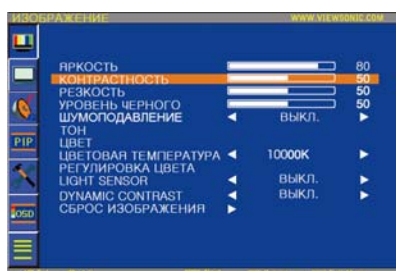 ИЗОБРАЖЕНИЕ WWW.VIEWSONIC.COM
ЯРКОСТЬ 80
КОНТРАСТНОСТЬ 50
РЕЗКОСТЬ 50
УРОВЕНЬ ЧЕРНОГО 50
ШУМОПОДАВЛЕНИЕ ВЫКЛ.
ТОН
ЦВЕТ
ЦВЕТОВАЯ ТЕМПЕРАТУРА 10000K
РЕГУЛИРОВКА ЦВЕТА
LIGHT SENSOR ВЫКЛ.
DYNAMIC CONTRAST ВЫКЛ.
СБРОС ИЗОБРАЖЕНИЯ
PIP
OSD